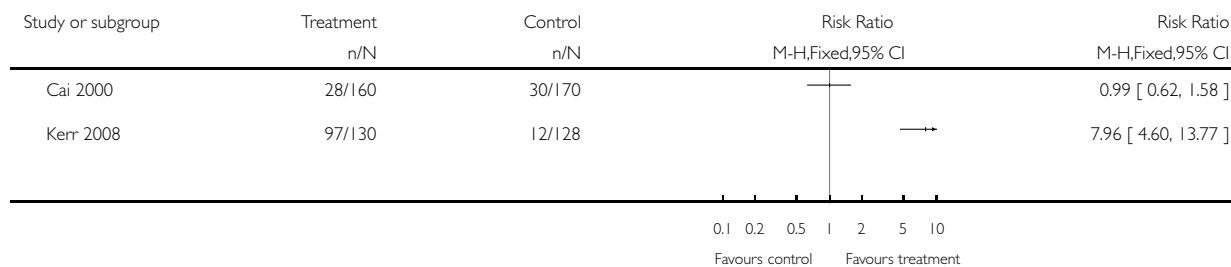 Study or subgroup Treatment Control Risk Ratio Risk Ratio
n/N n/N M-H,Fixed,95% CI M-H,Fixed,95% CI
Cai 2000 28/160 30/170 0.99 [ 0.62, 1.58 ]
Kerr 2008 97/130 12/128 7.96 [ 4.60, 13.77 ]
0.1 0.2 0.5 1 2 5 10
Favours control Favours treatment